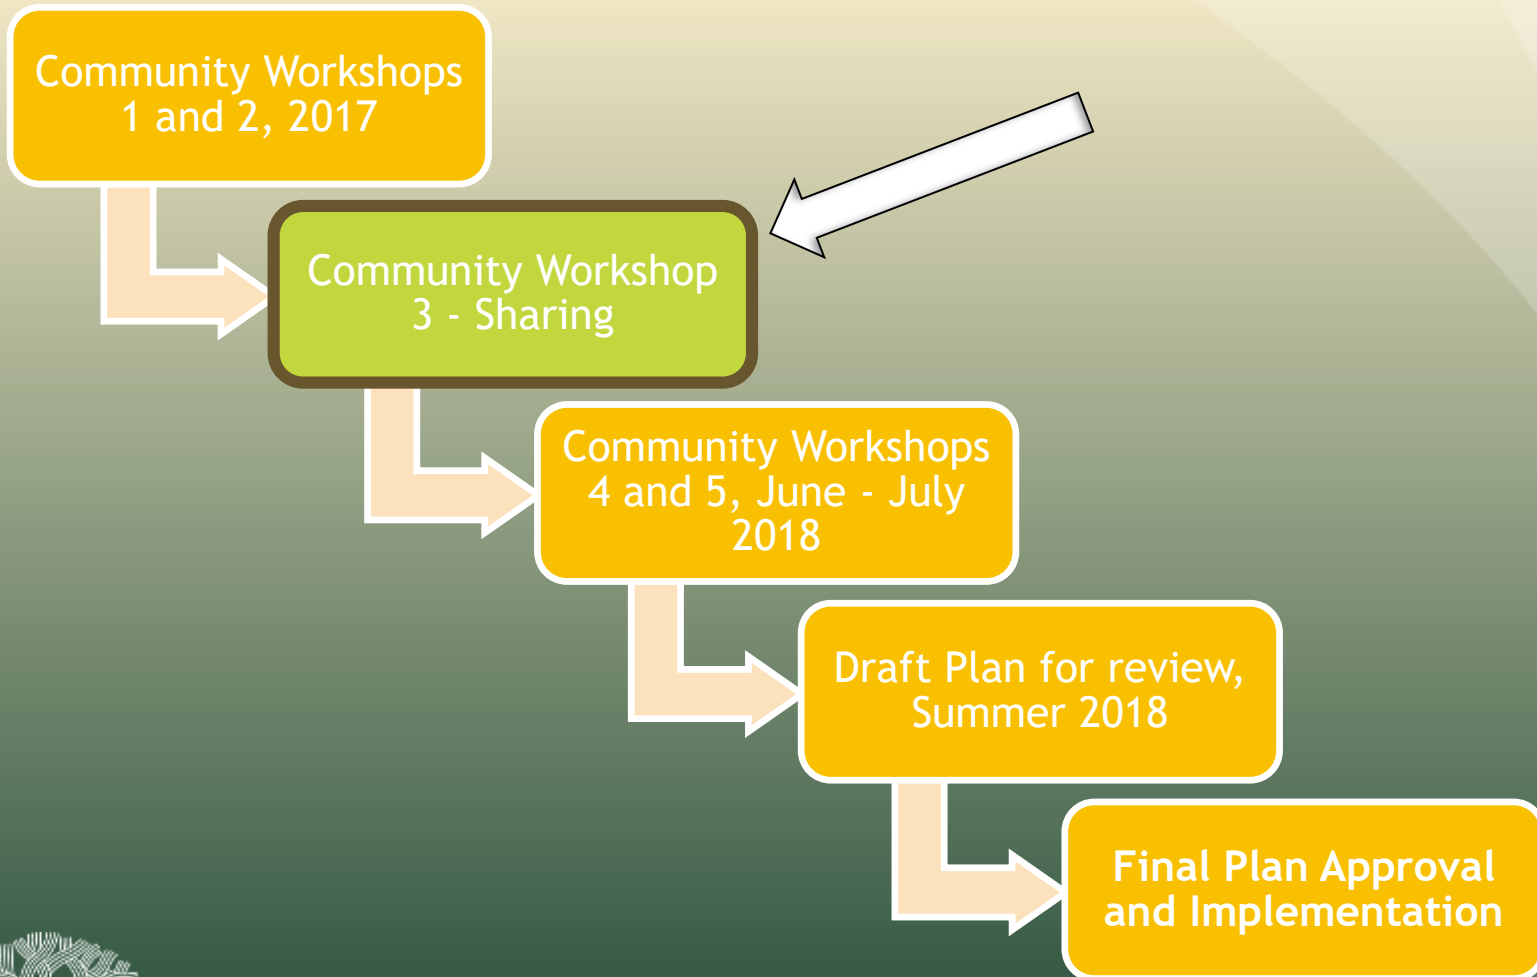 Community Workshops
1 and 2, 2017
Community Workshop
3 - Sharing
Community Workshops
4 and 5, June - July
2018
Draft Plan for review,
Summer 2018
Final Plan Approval
and Implementation